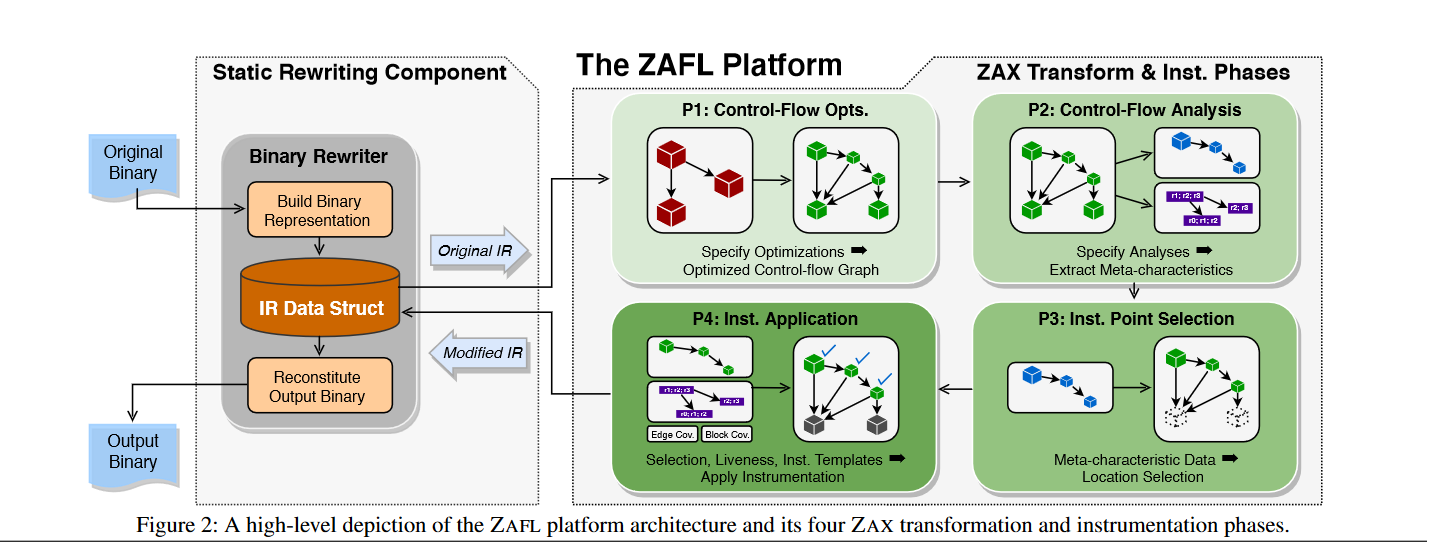 The ZAFL Platform
Static Rewriting Component
ZAX Transform & Inst. Phases
Original
Binary
Binary Rewriter
Build Binary
Representation
IR Data Struct
Reconstitute
Output Binary
Output
Binary
Original IR
Modified IR
P1: Control-Flow Opts.
Specify Optimizations ➡
Optimized Control-flow Graph
P2: Control-Flow Analysis
r1; r2; r3
r2; r3
r0; r1; r2
Specify Analyses ➡
Extract Meta-characteristics
P4: Inst. Application
r1; r2; r3
r2; r3
r0; r1; r2
Edge Cov.
Block Cov.
Selection, Liveness, Inst. Templates ➡
Apply Instrumentation
P3: Inst. Point Selection
Meta-characteristic Data ➡
Location Selection
Figure 2: A high-level depiction of the ZAFL platform architecture and its four ZAX transformation and instrumentation phases.